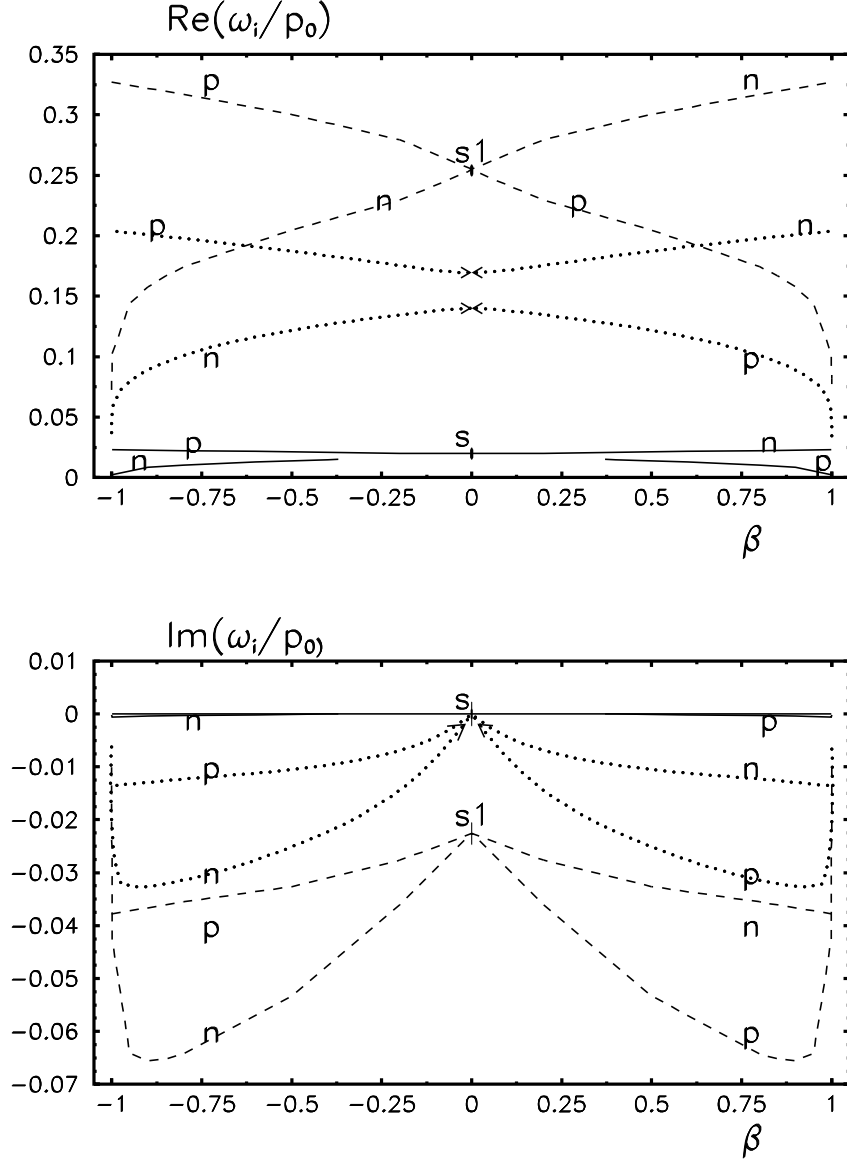 Re(ωᵢ/p₀)
0.35
p n
0.3
s1
0.25
n p
p n
0.2
0.15
n p
0.1
0.05
s
p n
n p
0
−1 −0.75 −0.5 −0.25 0 0.25 0.5 0.75 1
β
Im(ωᵢ/p₀)
0.01
s
0
n p
−0.01
p n
−0.02
s1
−0.03
n p
−0.04
p n
−0.05
−0.06
n p
−0.07
−1 −0.75 −0.5 −0.25 0 0.25 0.5 0.75 1
β